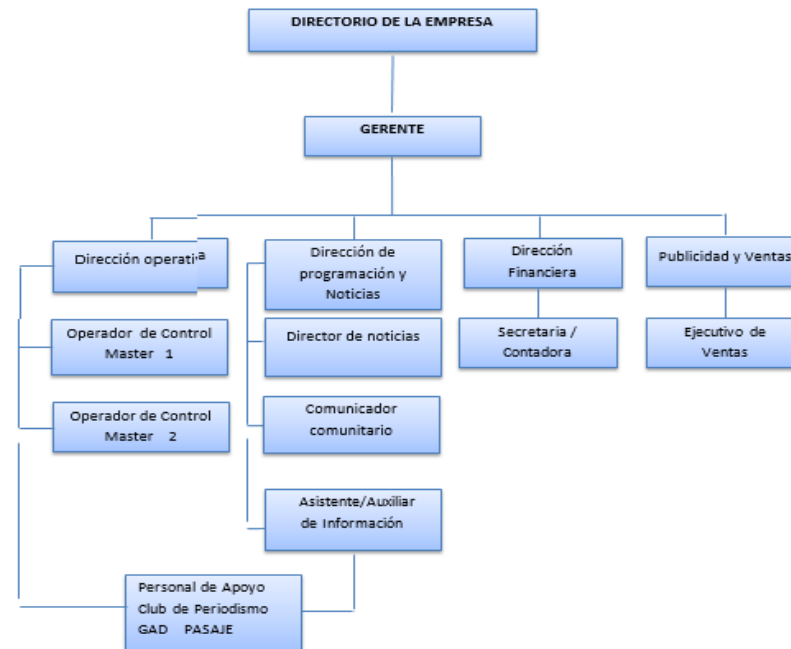 DIRECTORIO DE LA EMPRESA
GERENTE
Dirección operativa
Operador de Control
Master 1
Operador de Control
Master 2
Dirección de
programación y
Noticias
Director de noticias
Comunicador
comunitario
Asistente/Auxiliar
de Información
Personal de Apoyo
Club de Periodismo
GAD PASAJE
Dirección
Financiera
Secretaria /
Contadora
Publicidad y Ventas
Ejecutivo de
Ventas